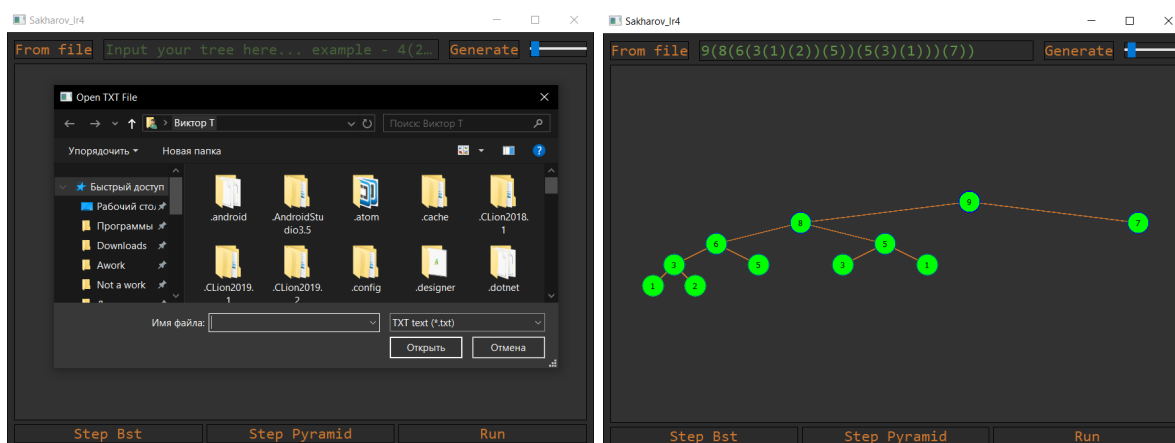 Sakharov_lr4
From file Input your tree here... example - 4(2… Generate
Open TXT File
Виктор Т
Поиск: Виктор Т
Упорядочить Новая папка
Быстрый доступ
Рабочий сто.
Программы
Downloads
Awork
Not a work
.android
.AndroidStudio3.5
.atom
.cache
.CLion2018.1
.CLion2019.1
.CLion2019.2
.config
.designer
.dotnet
Имя файла: TXT text (*.txt)
Открыть Отмена
Step Bst Step Pyramid Run
Sakharov_lr4
From file 9(8(6(3(1)(2))(5))(5(3)(1)))(7)) Generate
9
8 7
6 5
3 5 3 1
1 2
Step Bst Step Pyramid Run